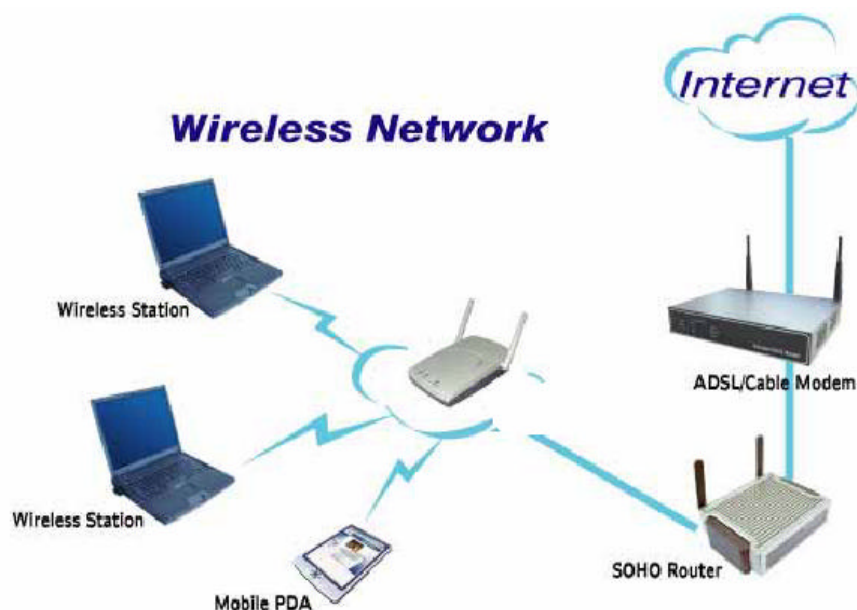 Internet
Wireless Network
Wireless Station
ADSL/Cable Modem
Wireless Station
SOHO Router
Mobile PDA